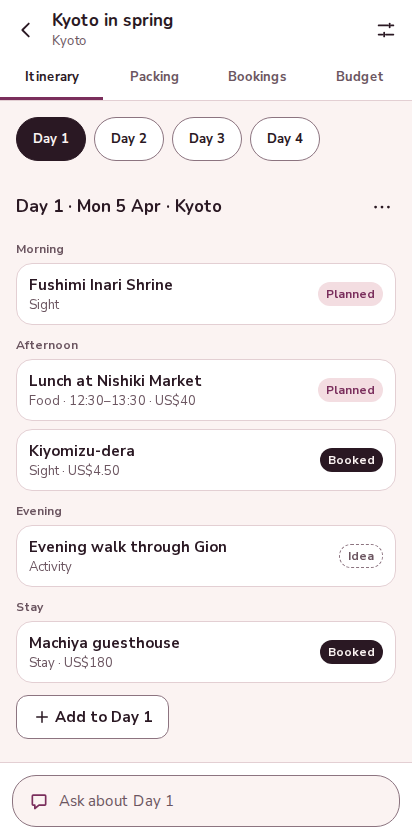 Kyoto in spring
Kyoto
Itinerary
Packing
Bookings
Budget
Day 1
Day 2
Day 3
Day 4
Day 1 · Mon 5 Apr · Kyoto
Morning
Fushimi Inari Shrine
Sight
Planned
Afternoon
Lunch at Nishiki Market
Food · 12:30–13:30 · US$40
Planned
Kiyomizu-dera
Sight · US$4.50
Booked
Evening
Evening walk through Gion
Activity
Idea
Stay
Machiya guesthouse
Stay · US$180
Booked
Add to Day 1
Ask about Day 1